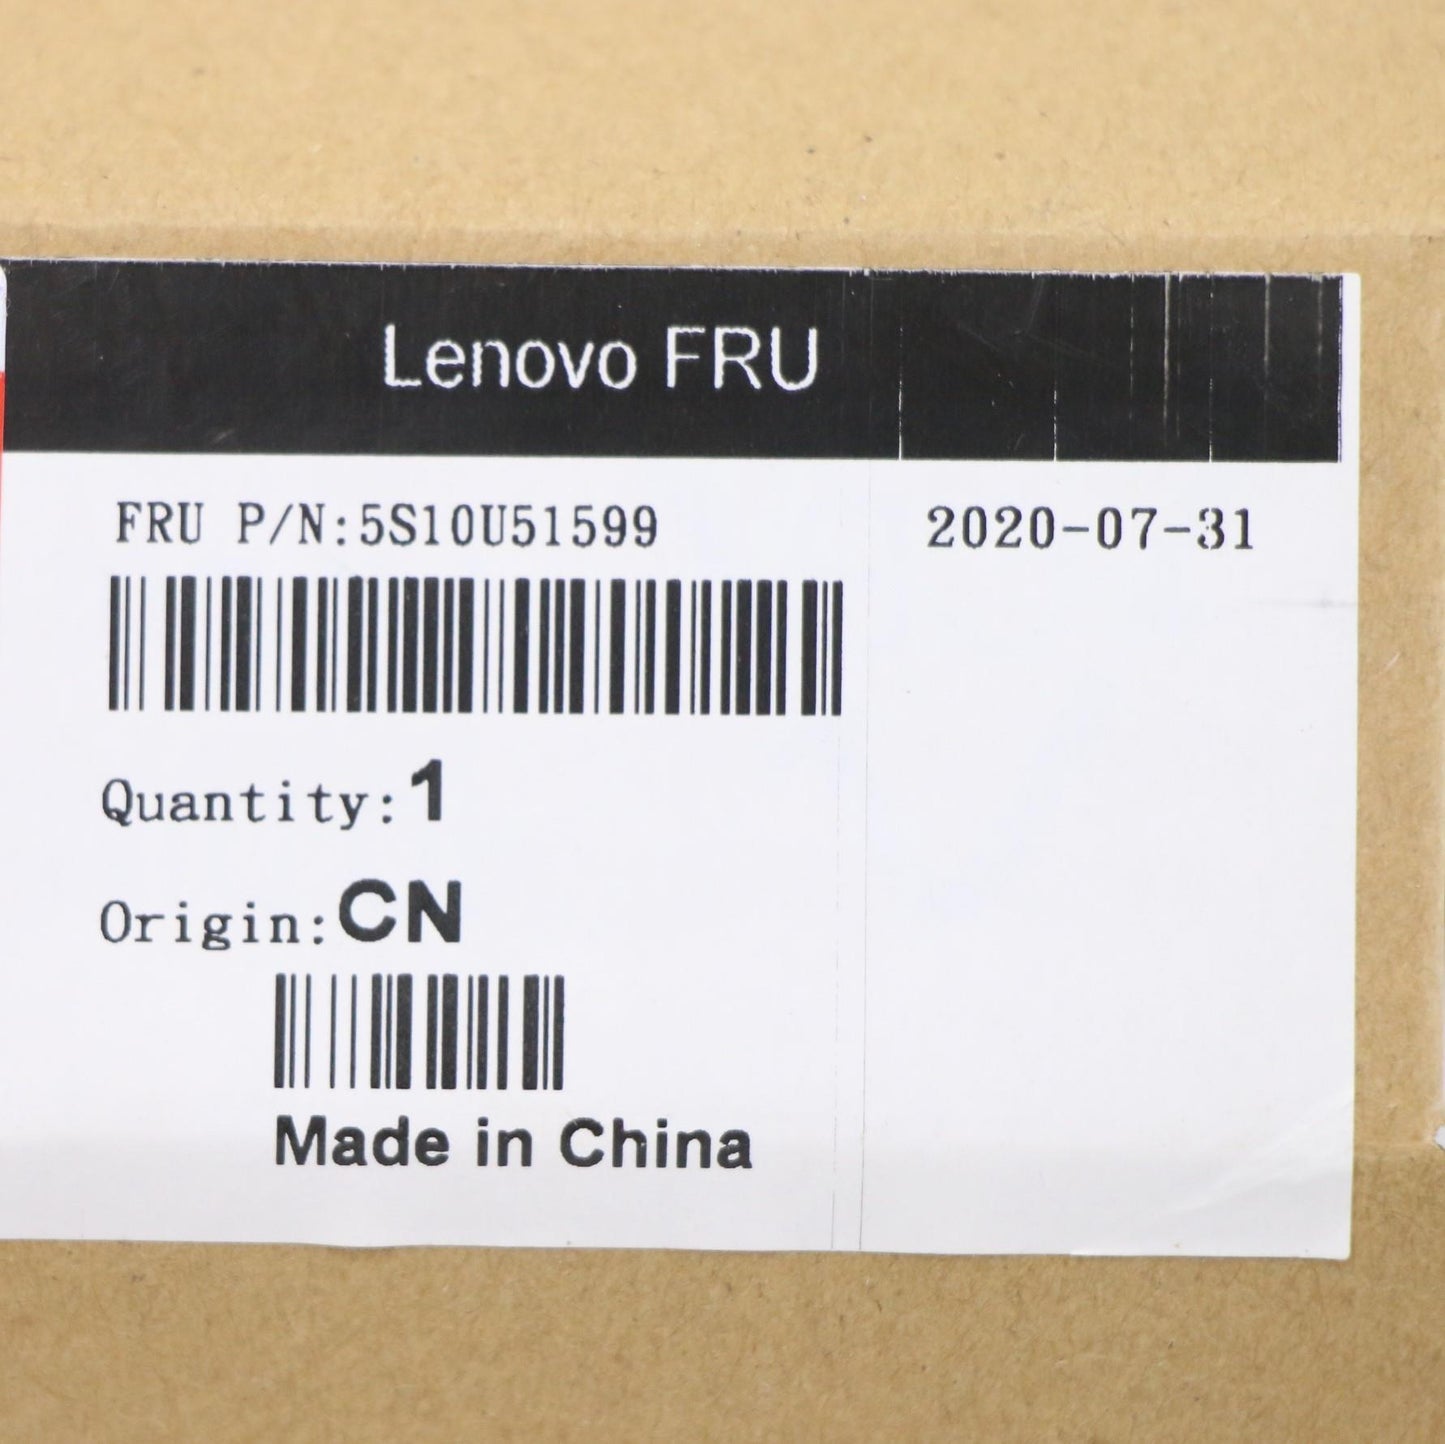 Lenovo FRU
FRU P/N:5S10U51599
2020-07-31
Quantity:1
Origin:CN
Made in China